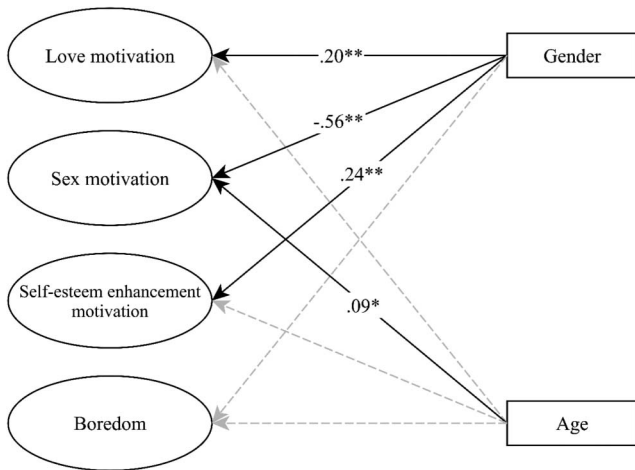 Love motivation
.20**
Gender
-.56**
Sex motivation
.24**
Self-esteem enhancement
motivation
.09*
Boredom
Age